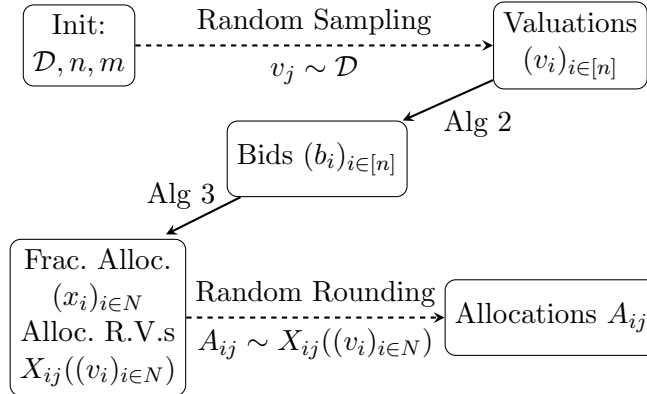 Init:
𝒟, n, m
Random Sampling
v_j ∼ 𝒟
Valuations
(v_i)_{i∈[n]}
Alg 2
Bids (b_i)_{i∈[n]}
Alg 3
Frac. Alloc.
(x_i)_{i∈N}
Alloc. R.V.s
X_{ij}((v_i)_{i∈N})
Random Rounding
A_{ij} ∼ X_{ij}((v_i)_{i∈N})
Allocations A_{ij}